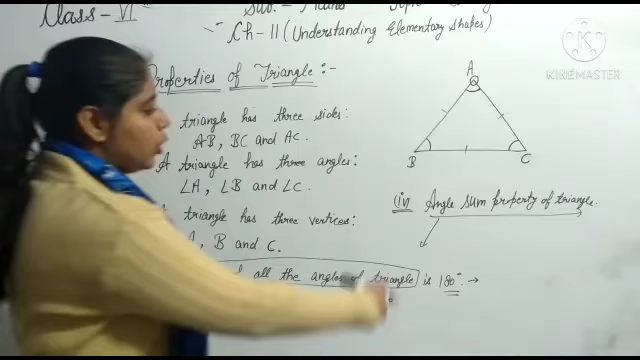 Class - VI
Sub. - Maths
Ch - 11 (Understanding Elementary Shapes)
Properties of Triangle :-
triangle has three sides:
AB, BC and AC.
A triangle has three angles:
∠A, ∠B and ∠C.
triangle has three vertices:
B and C.
all the angles of triangle is 180° →
A
B
C
(iv) Angle sum property of triangle.
KINEMASTER